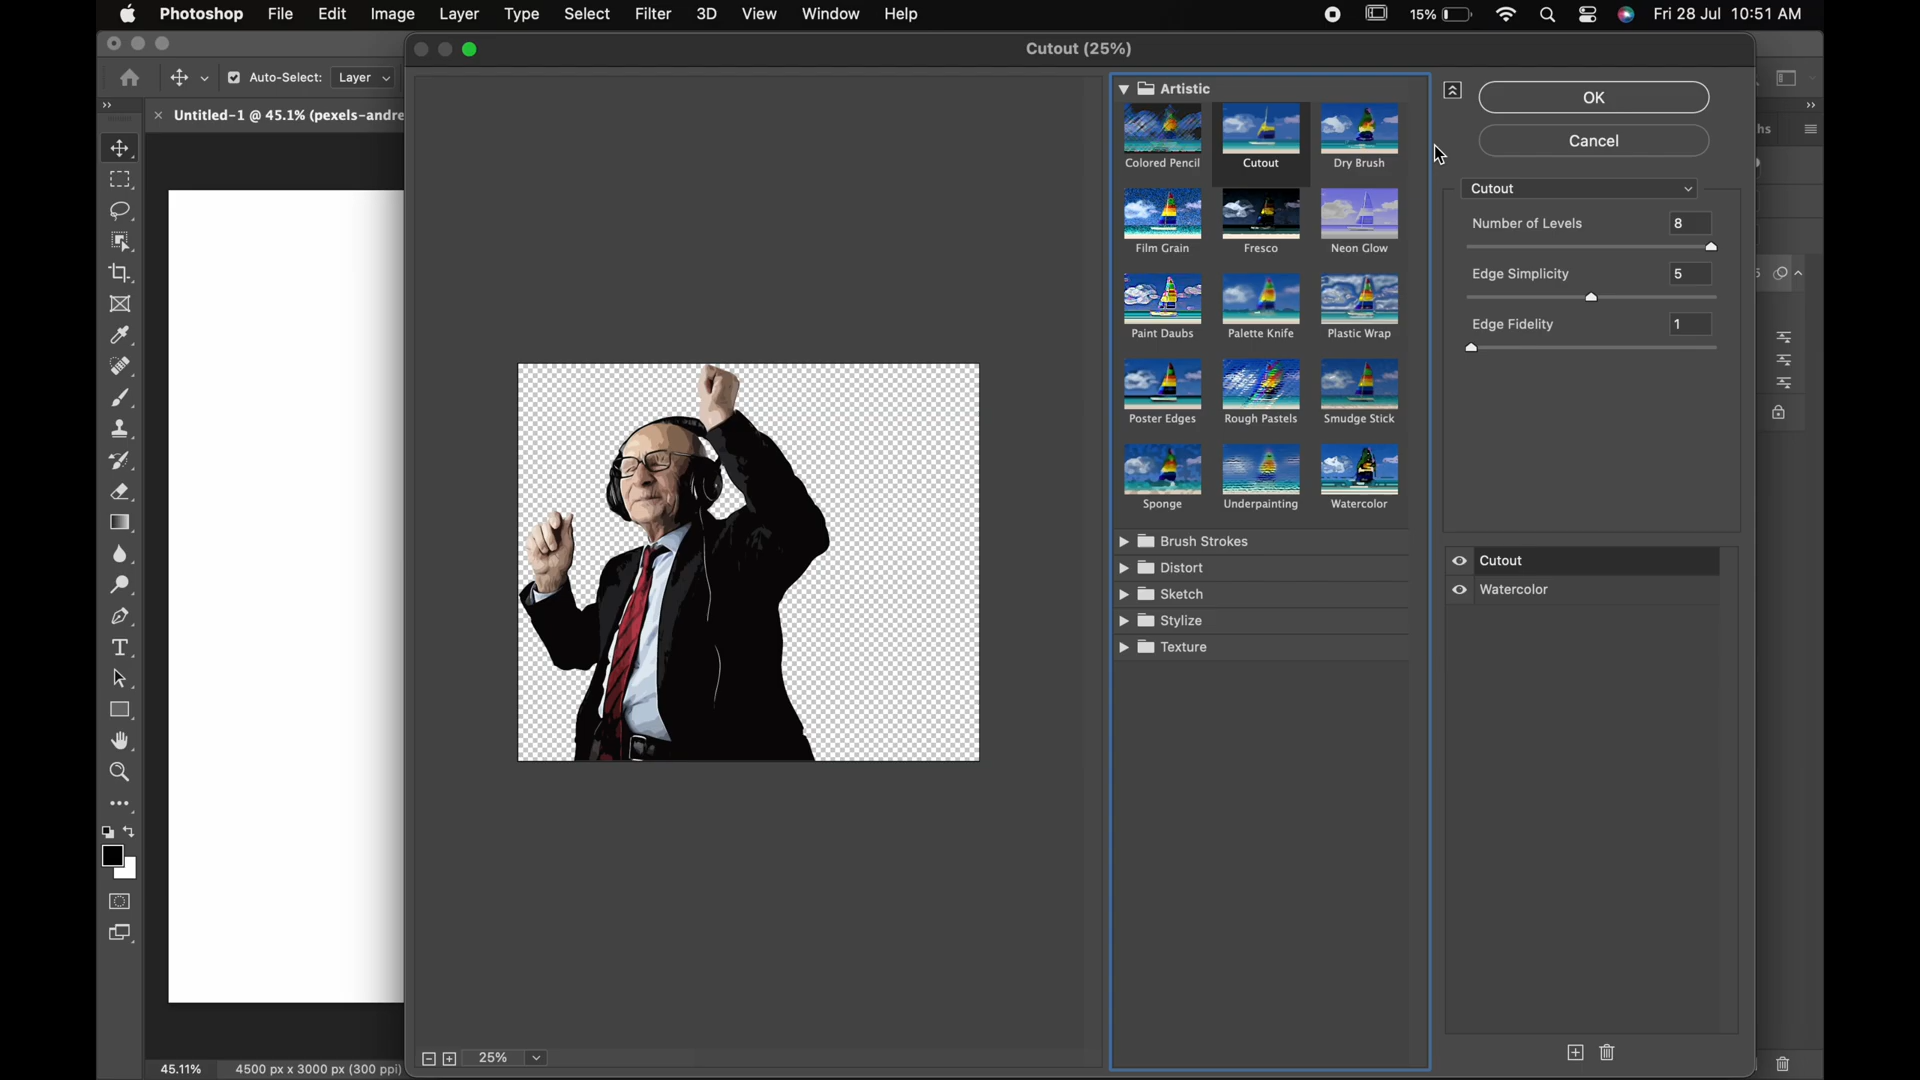 Photoshop File Edit Image Layer Type Select Filter 3D View Window Help 15% Fri 28 Jul 10:51 AM
Cutout (25%)
Auto-Select: Layer
Untitled-1 @ 45.1% (pexels-andre
Artistic
Colored Pencil Cutout Dry Brush
Film Grain Fresco Neon Glow
Paint Daubs Palette Knife Plastic Wrap
Poster Edges Rough Pastels Smudge Stick
Sponge Underpainting Watercolor
Brush Strokes
Distort
Sketch
Stylize
Texture
OK
Cancel
Cutout
Number of Levels 8
Edge Simplicity 5
Edge Fidelity 1
Cutout
Watercolor
hs
25%
45.11% 4500 px x 3000 px (300 ppi)